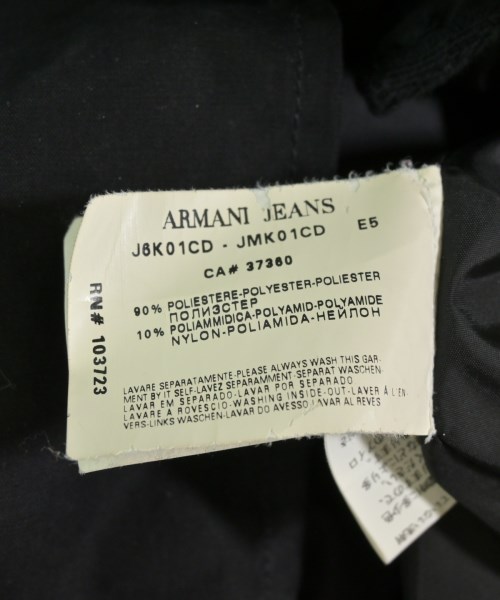 ARMANI JEANS
J6K01CD - JMK01CD E5
CA# 37360
RN# 103723
90% POLIESTERE-POLYESTER-POLIESTER
ПОЛИЭСТЕР
10% POLIAMMIDICA-POLYAMID-POLYAMIDE
NYLON-POLIAMIDA-НЕЙЛОН
LAVARE SEPARATAMENTE-PLEASE ALWAYS WASH THIS GAR-
MENT BY IT SELF-LAVEZ SEPARAMMENT-SEPARAT WASCHEN
LAVAR EM SEPARADO-LAVAR POR SEPARADO
LAVARE A ROVESCIO-WASHING INSIDE-OUT-LAVER À L'EN-
VERS-LINKS WASCHEN-LAVAR DO AVESSO LAVAR AL REVES